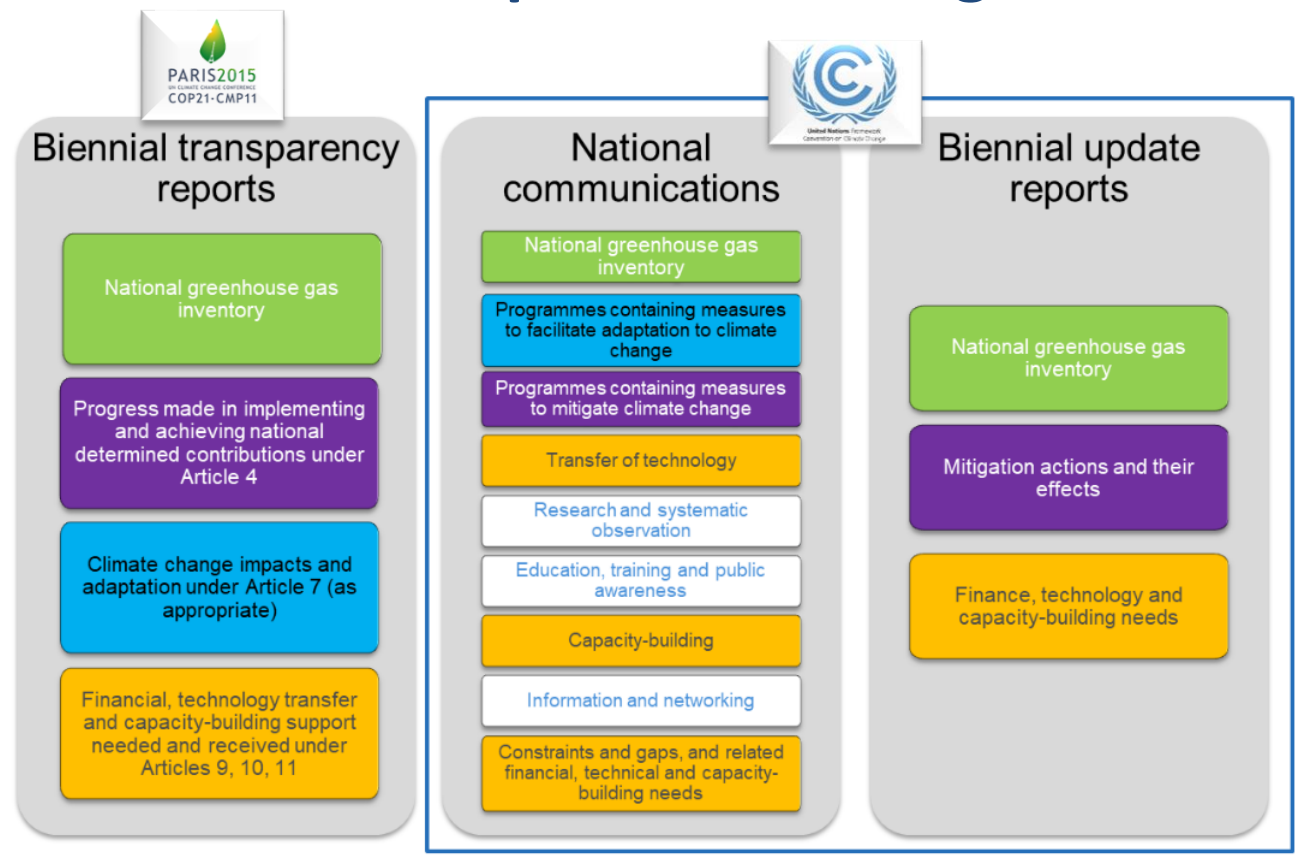 PARIS2015
UN CLIMATE CHANGE CONFERENCE
COP21·CMP11
Biennial transparency
reports
National greenhouse gas
inventory
Progress made in implementing
and achieving national
determined contributions under
Article 4
Climate change impacts and
adaptation under Article 7 (as
appropriate)
Financial, technology transfer
and capacity-building support
needed and received under
Articles 9, 10, 11
United Nations Framework
Convention on Climate Change
National
communications
National greenhouse gas
inventory
Programmes containing measures
to facilitate adaptation to climate
change
Programmes containing measures
to mitigate climate change
Transfer of technology
Research and systematic
observation
Education, training and public
awareness
Capacity-building
Information and networking
Constraints and gaps, and related
financial, technical and capacity-
building needs
Biennial update
reports
National greenhouse gas
inventory
Mitigation actions and their
effects
Finance, technology and
capacity-building needs